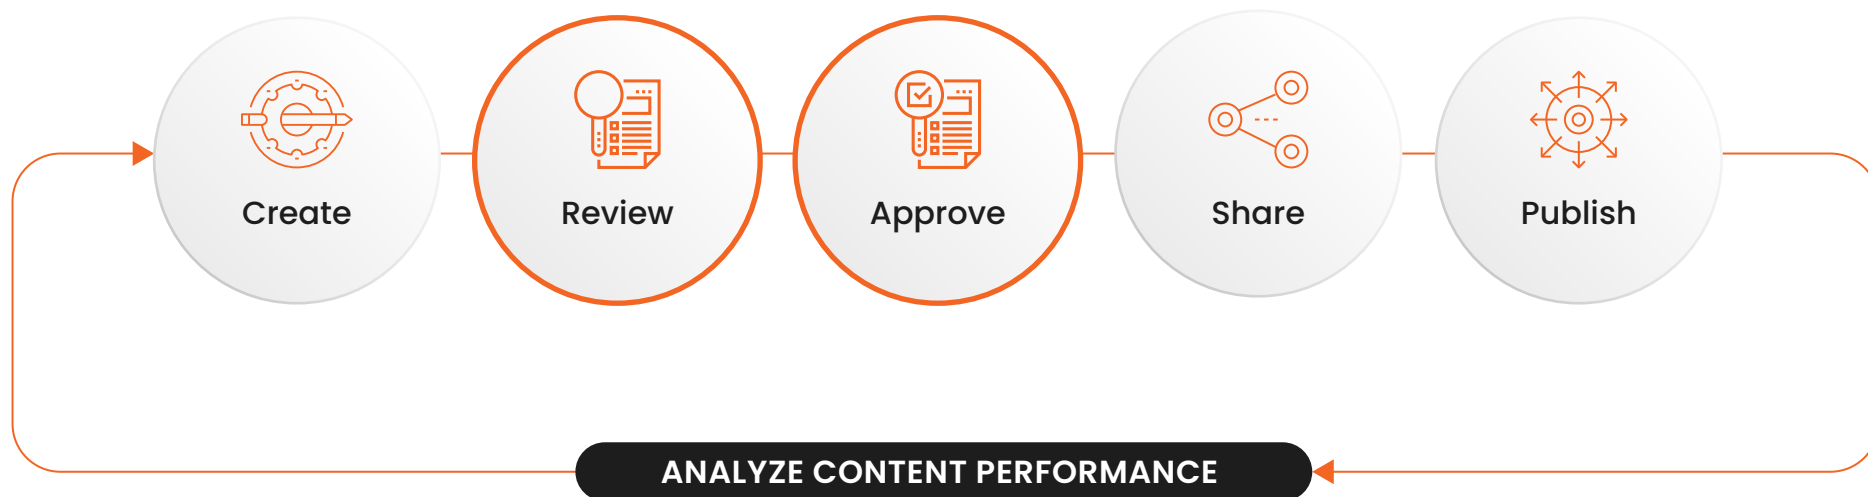 Create
Review
Approve
Share
Publish
ANALYZE CONTENT PERFORMANCE